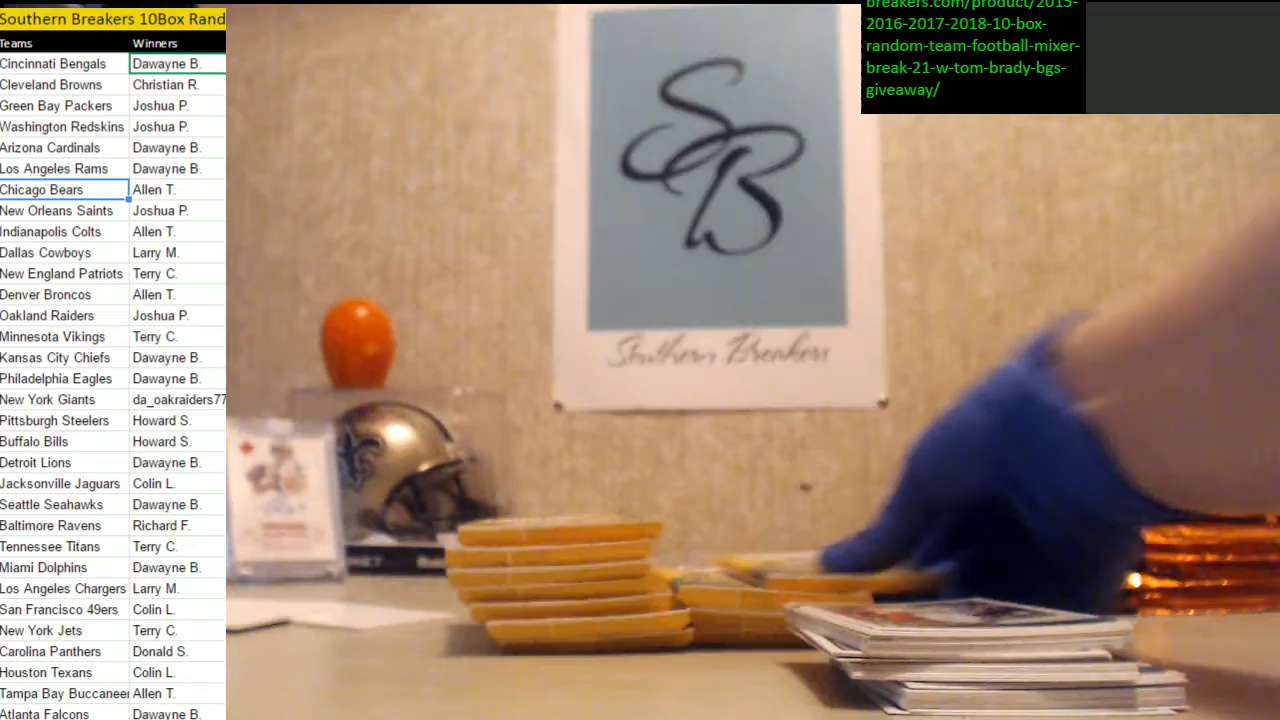 Southern Breakers 10Box Rand
Teams Winners
Cincinnati Bengals Dawayne B.
Cleveland Browns Christian R.
Green Bay Packers Joshua P.
Washington Redskins Joshua P.
Arizona Cardinals Dawayne B.
Los Angeles Rams Dawayne B.
Chicago Bears Allen T.
New Orleans Saints Joshua P.
Indianapolis Colts Allen T.
Dallas Cowboys Larry M.
New England Patriots Terry C.
Denver Broncos Allen T.
Oakland Raiders Joshua P.
Minnesota Vikings Terry C.
Kansas City Chiefs Dawayne B.
Philadelphia Eagles Dawayne B.
New York Giants da_oakraiders77
Pittsburgh Steelers Howard S.
Buffalo Bills Howard S.
Detroit Lions Dawayne B.
Jacksonville Jaguars Colin L.
Seattle Seahawks Dawayne B.
Baltimore Ravens Richard F.
Tennessee Titans Terry C.
Miami Dolphins Dawayne B.
Los Angeles Chargers Larry M.
San Francisco 49ers Colin L.
New York Jets Terry C.
Carolina Panthers Donald S.
Houston Texans Colin L.
Tampa Bay Buccaneer Allen T.
Atlanta Falcons Dawayne B.
breakers.com/product/2015-
2016-2017-2018-10-box-
random-team-football-mixer-
break-21-w-tom-brady-bgs-
giveaway/
SB
Southern Breakers